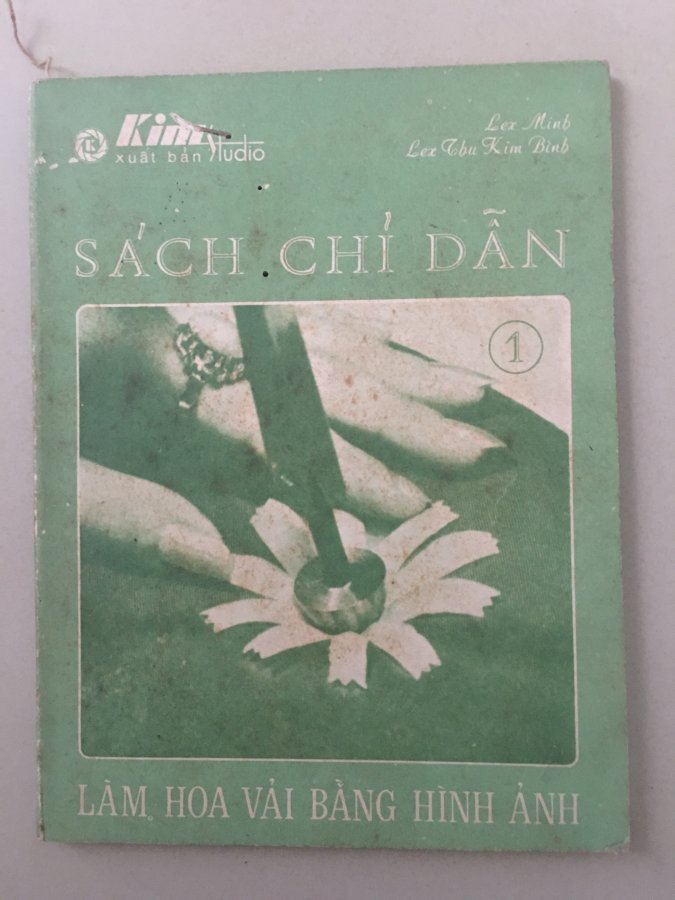 Kim Studio
xuất bản
Lex Minh
Lex Thu Kim Bình
SÁCH CHỈ DẪN
1
LÀM HOA VẢI BẰNG HÌNH ẢNH